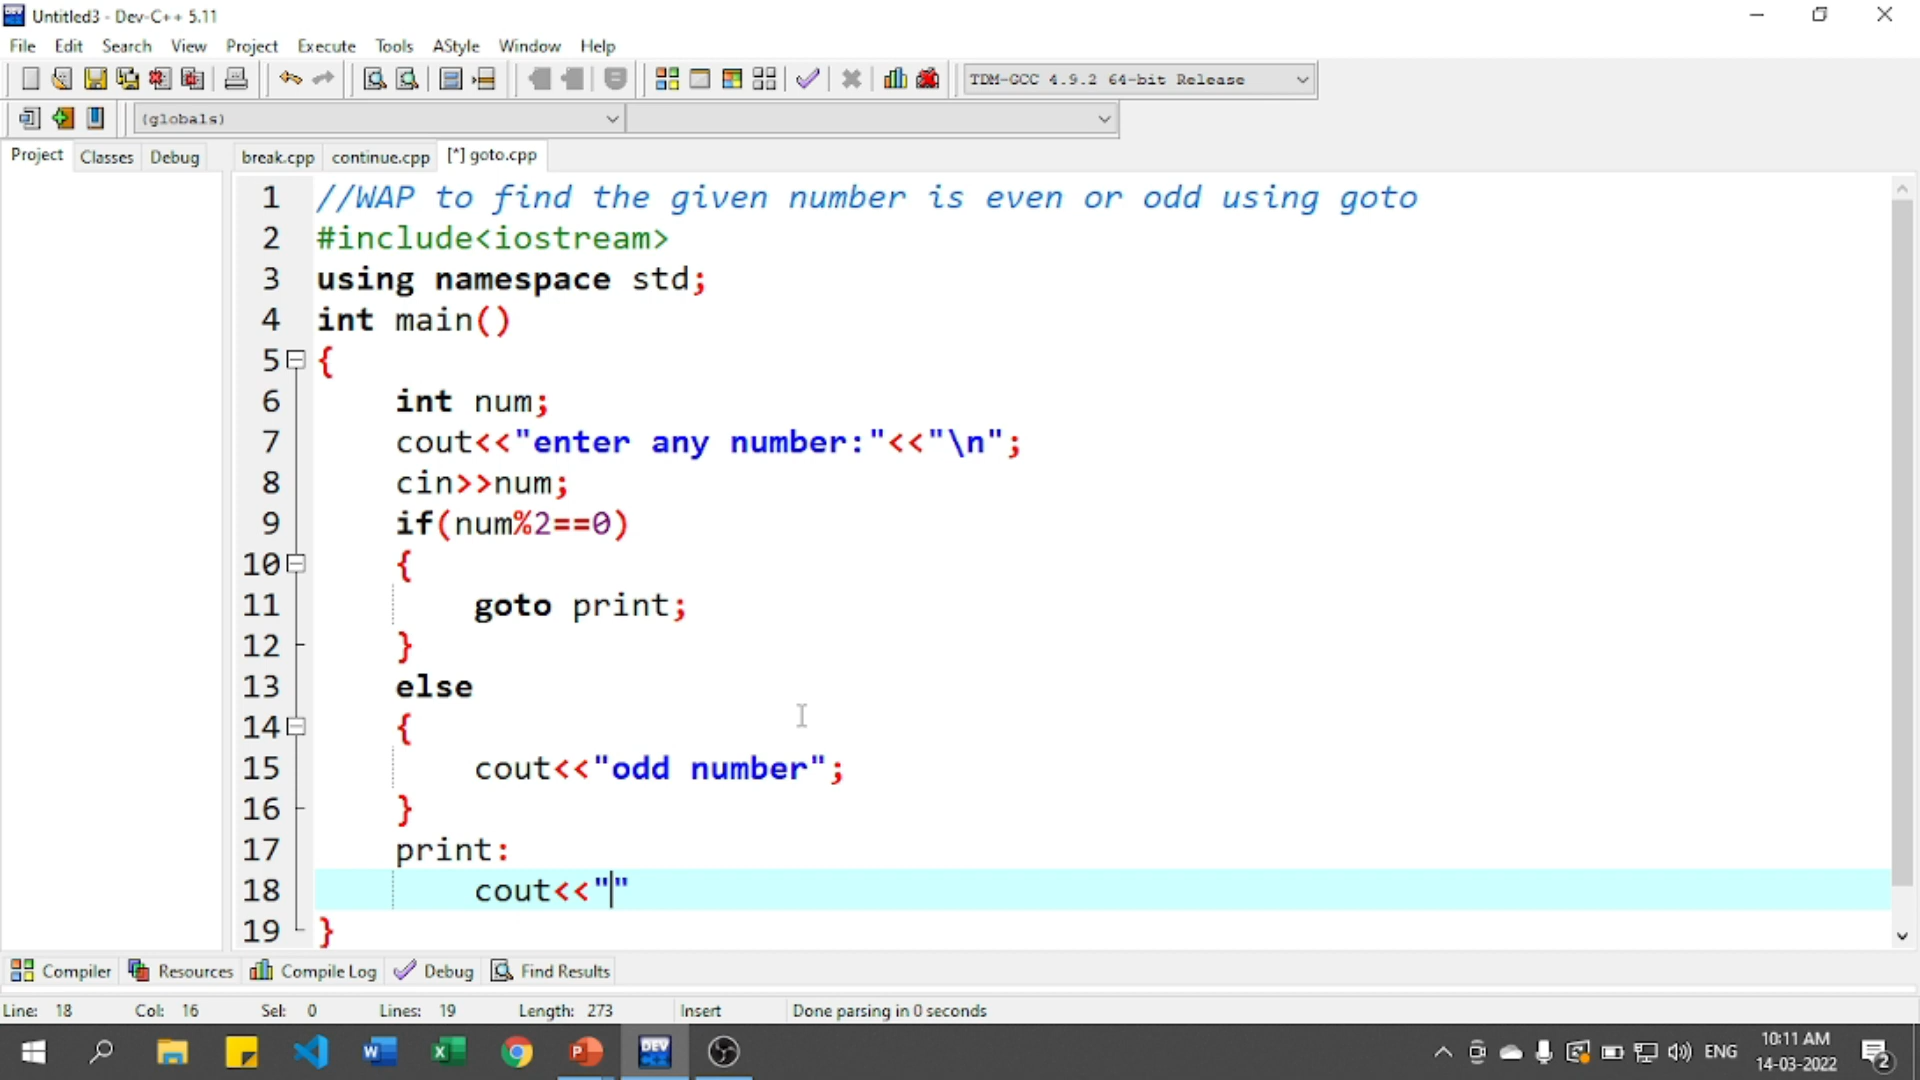 Untitled3 - Dev-C++ 5.11
File Edit Search View Project Execute Tools AStyle Window Help
TDM-GCC 4.9.2 64-bit Release
(globals)
Project Classes Debug break.cpp continue.cpp [*] goto.cpp
1 //WAP to find the given number is even or odd using goto
2 #include<iostream>
3 using namespace std;
4 int main()
5 {
6 int num;
7 cout<<"enter any number:"<<"\n";
8 cin>>num;
9 if(num%2==0)
10 {
11 goto print;
12 }
13 else
14 {
15 cout<<"odd number";
16 }
17 print:
18 cout<<""
19 }
Compiler Resources Compile Log Debug Find Results
Line: 18 Col: 16 Sel: 0 Lines: 19 Length: 273 Insert Done parsing in 0 seconds
DEV
ENG
10:11 AM
14-03-2022
2